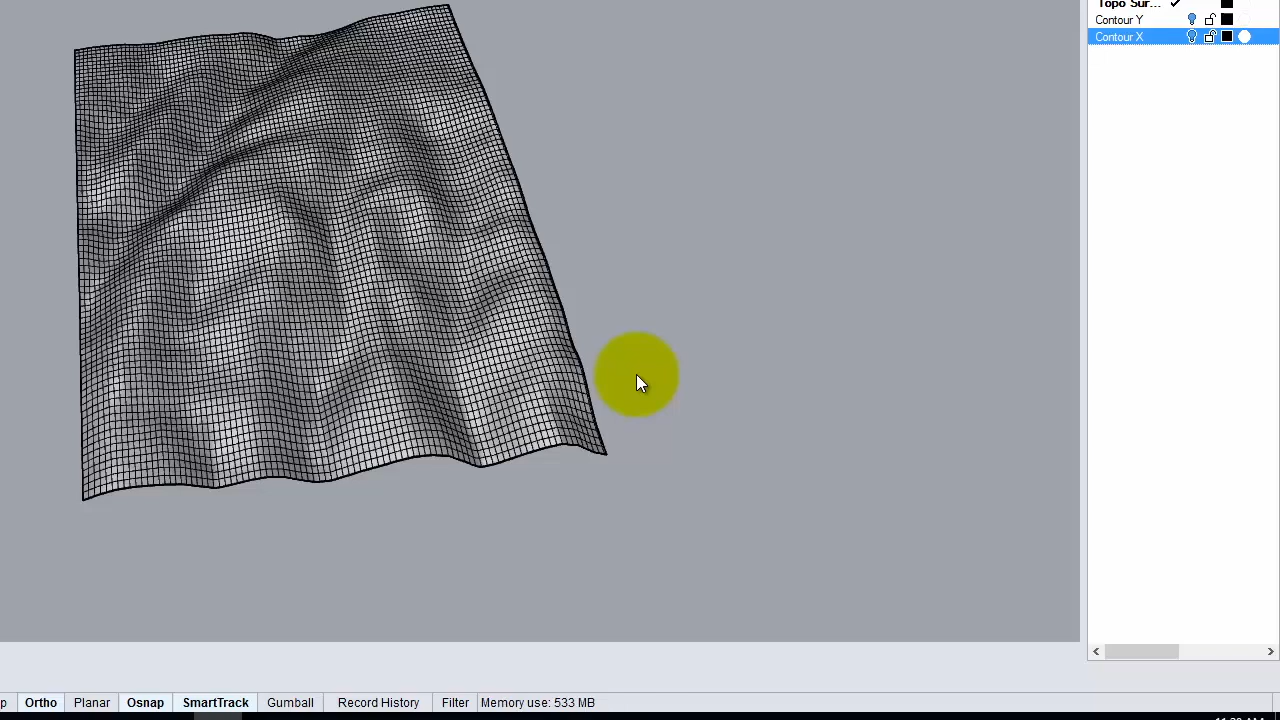 Topo Sur...
Contour Y
Contour X
p Ortho Planar Osnap SmartTrack Gumball Record History Filter Memory use: 533 MB